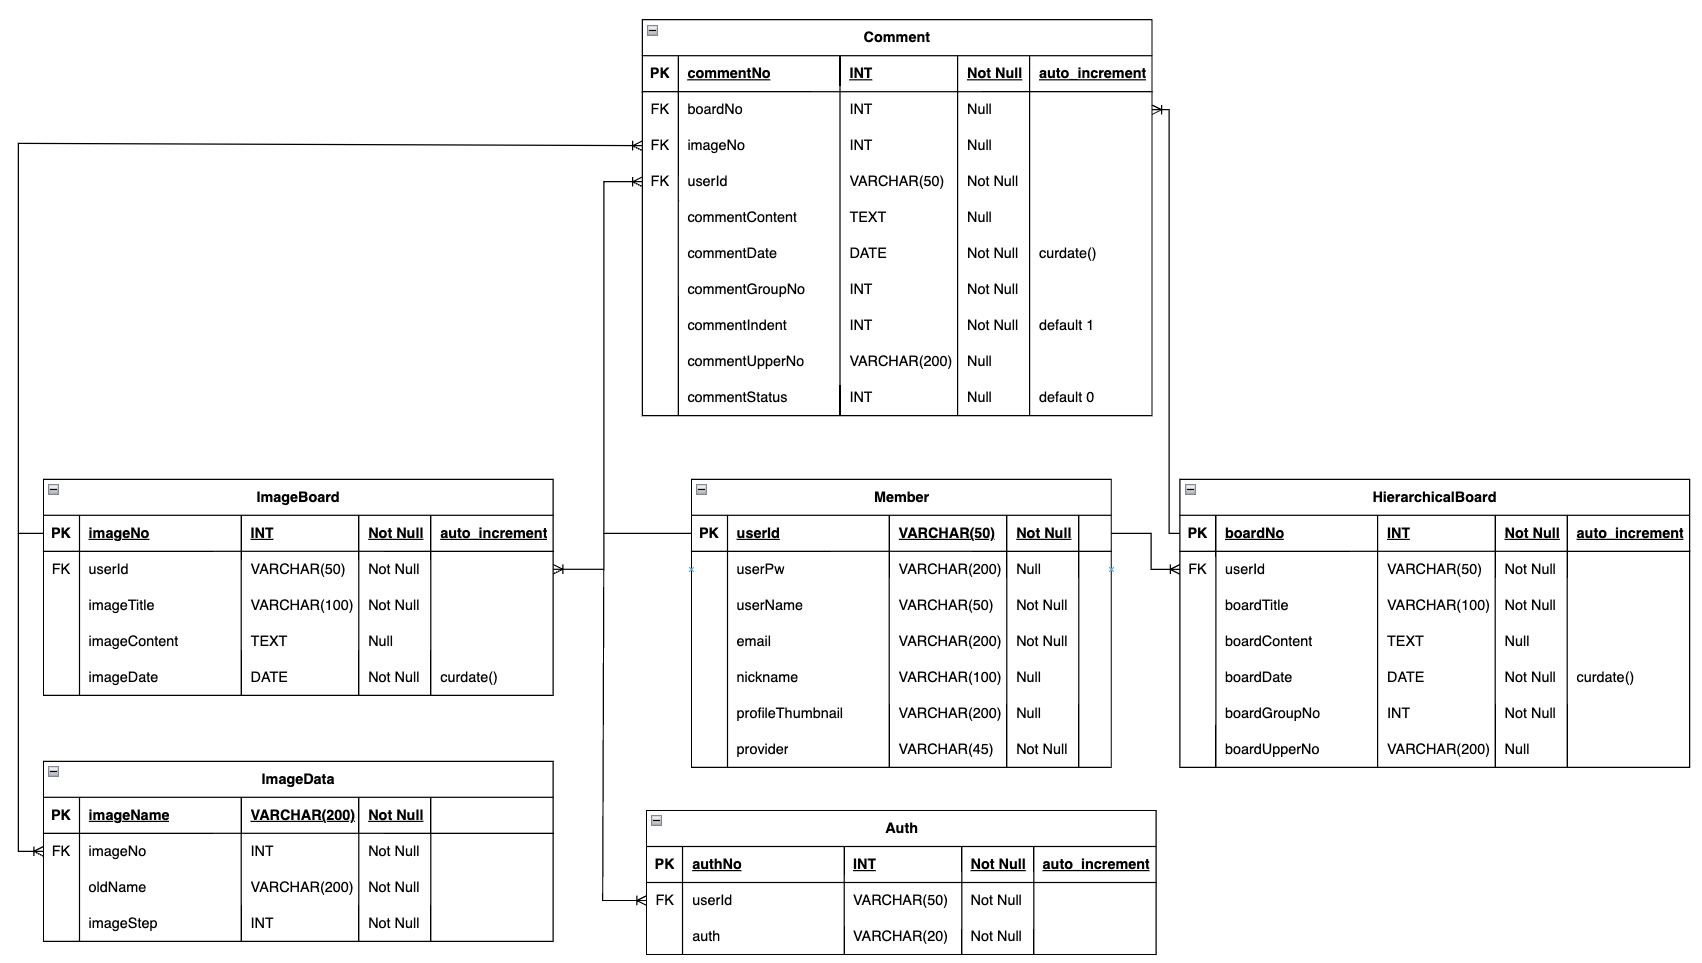 Comment
PK commentNo INT Not Null auto_increment
FK boardNo INT Null
FK imageNo INT Null
FK userId VARCHAR(50) Not Null
commentContent TEXT Null
commentDate DATE Not Null curdate()
commentGroupNo INT Not Null
commentIndent INT Not Null default 1
commentUpperNo VARCHAR(200) Null
commentStatus INT Null default 0
ImageBoard
PK imageNo INT Not Null auto_increment
FK userId VARCHAR(50) Not Null
imageTitle VARCHAR(100) Not Null
imageContent TEXT Null
imageDate DATE Not Null curdate()
Member
PK userId VARCHAR(50) Not Null
userPw VARCHAR(200) Null
userName VARCHAR(50) Not Null
email VARCHAR(200) Not Null
nickname VARCHAR(100) Null
profileThumbnail VARCHAR(200) Null
provider VARCHAR(45) Not Null
HierarchicalBoard
PK boardNo INT Not Null auto_increment
FK userId VARCHAR(50) Not Null
boardTitle VARCHAR(100) Not Null
boardContent TEXT Null
boardDate DATE Not Null curdate()
boardGroupNo INT Not Null
boardUpperNo VARCHAR(200) Null
ImageData
PK imageName VARCHAR(200) Not Null
FK imageNo INT Not Null
oldName VARCHAR(200) Not Null
imageStep INT Not Null
Auth
PK authNo INT Not Null auto_increment
FK userId VARCHAR(50) Not Null
auth VARCHAR(20) Not Null